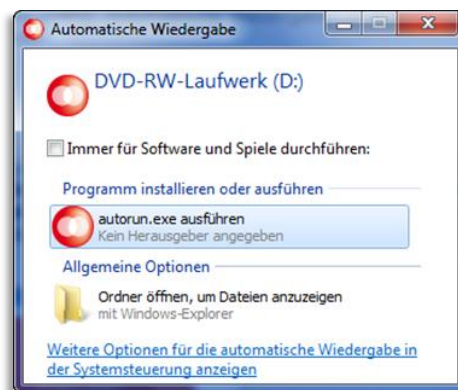 Automatische Wiedergabe
DVD-RW-Laufwerk (D:)
Immer für Software und Spiele durchführen:
Programm installieren oder ausführen
autorun.exe ausführen
Kein Herausgeber angegeben
Allgemeine Optionen
Ordner öffnen, um Dateien anzuzeigen
mit Windows-Explorer
Weitere Optionen für die automatische Wiedergabe in
der Systemsteuerung anzeigen